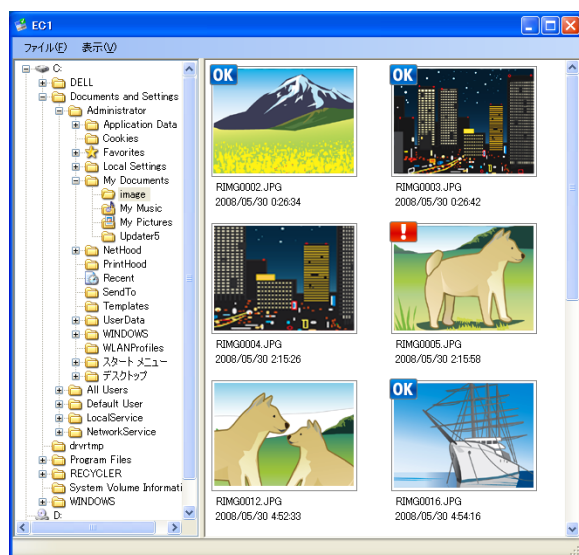 EC1
ファイル(F) 表示(V)
C:
DELL
Documents and Settings
Administrator
Application Data
Cookies
Favorites
Local Settings
My Documents
image
My Music
My Pictures
Updater5
NetHood
PrintHood
Recent
SendTo
Templates
UserData
WINDOWS
WLANProfiles
スタート メニュー
デスクトップ
All Users
Default User
LocalService
NetworkService
drvrtmp
Program Files
RECYCLER
System Volume Informati
WINDOWS
D:
OK
RIMG0002.JPG
2008/05/30 0:26:34
OK
RIMG0003.JPG
2008/05/30 0:26:42
RIMG0004.JPG
2008/05/30 2:15:26
!
RIMG0005.JPG
2008/05/30 2:15:58
RIMG0012.JPG
2008/05/30 4:52:33
OK
RIMG0016.JPG
2008/05/30 4:54:16